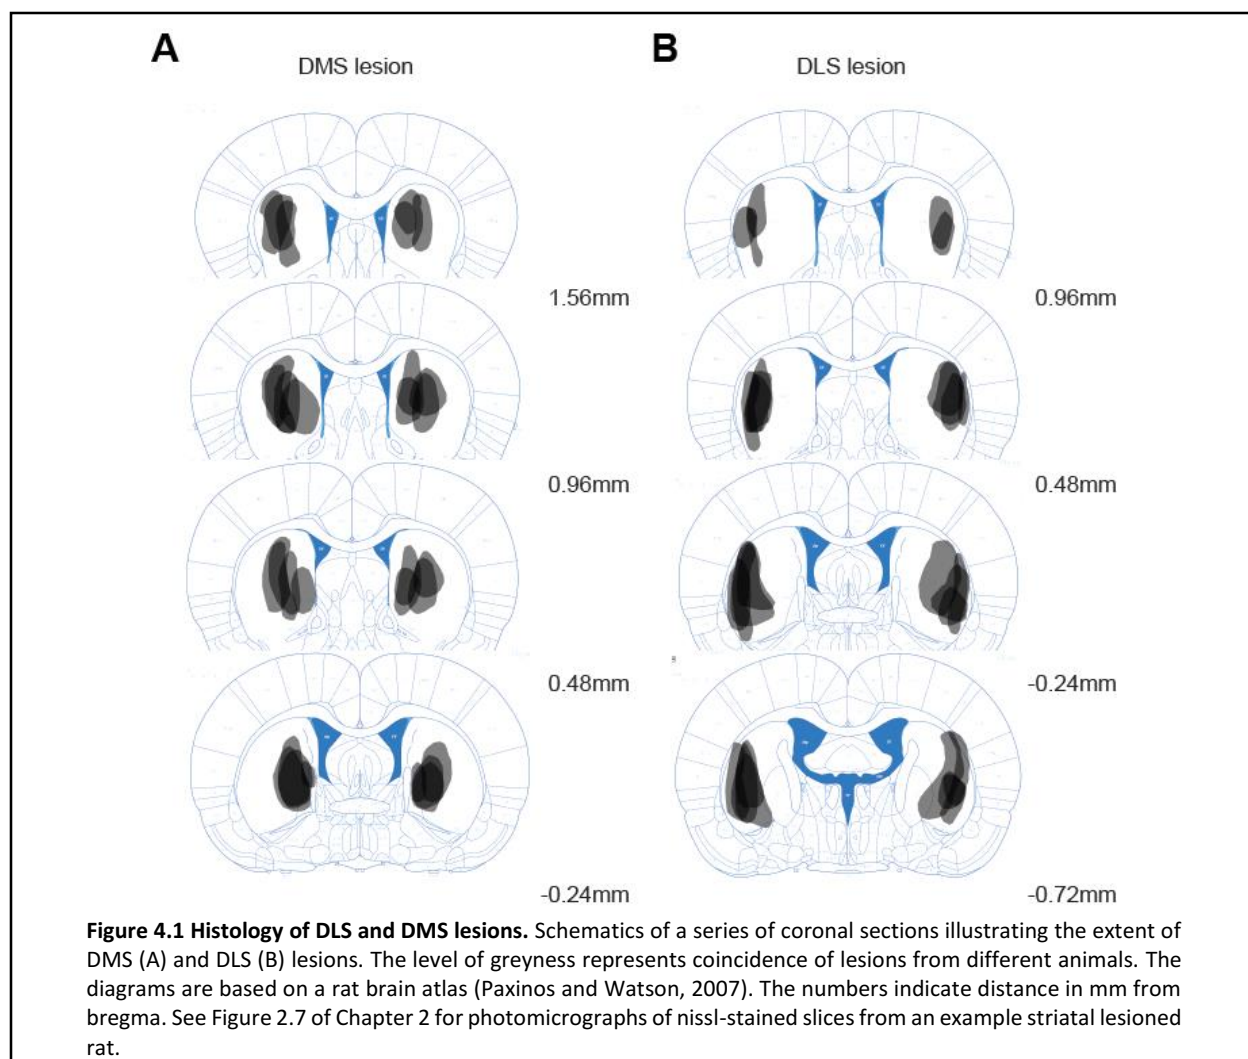 A
DMS lesion
B
DLS lesion
1.56mm
0.96mm
0.96mm
0.48mm
0.48mm
-0.24mm
-0.24mm
-0.72mm
Figure 4.1 Histology of DLS and DMS lesions. Schematics of a series of coronal sections illustrating the extent of
DMS (A) and DLS (B) lesions. The level of greyness represents coincidence of lesions from different animals. The
diagrams are based on a rat brain atlas (Paxinos and Watson, 2007). The numbers indicate distance in mm from
bregma. See Figure 2.7 of Chapter 2 for photomicrographs of nissl-stained slices from an example striatal lesioned
rat.